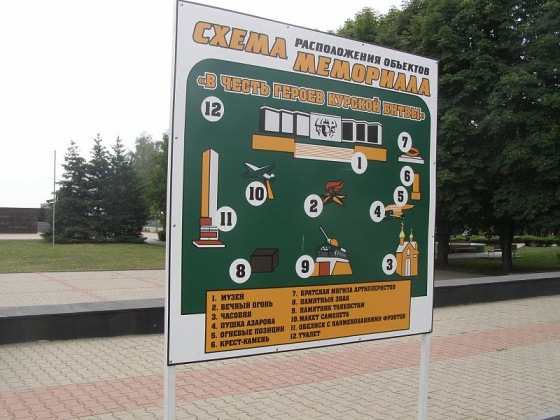 СХЕМА РАСПОЛОЖЕНИЯ ОБЪЕКТОВ
МЕМОРИАЛА
«В ЧЕСТЬ ГЕРОЕВ КУРСКОЙ БИТВЫ»
12
7
1
6
10
5
2
4
11
8
9
3
1. МУЗЕЙ
2. ВЕЧНЫЙ ОГОНЬ
3. ЧАСОВНЯ
4. ПУШКА АЗАРОВА
5. ОГНЕВЫЕ ПОЗИЦИИ
6. КРЕСТ-КАМЕНЬ
7. БРАТСКАЯ МОГИЛА АРТИЛЛЕРИСТОВ
8. ПАМЯТНЫЙ ЗНАК
9. ПАМЯТНИК ТАНКИСТАМ
10. МАКЕТ САМОЛЕТА
11. ОБЕЛИСК С НАИМЕНОВАНИЯМИ ФРОНТОВ
12. ТУАЛЕТ